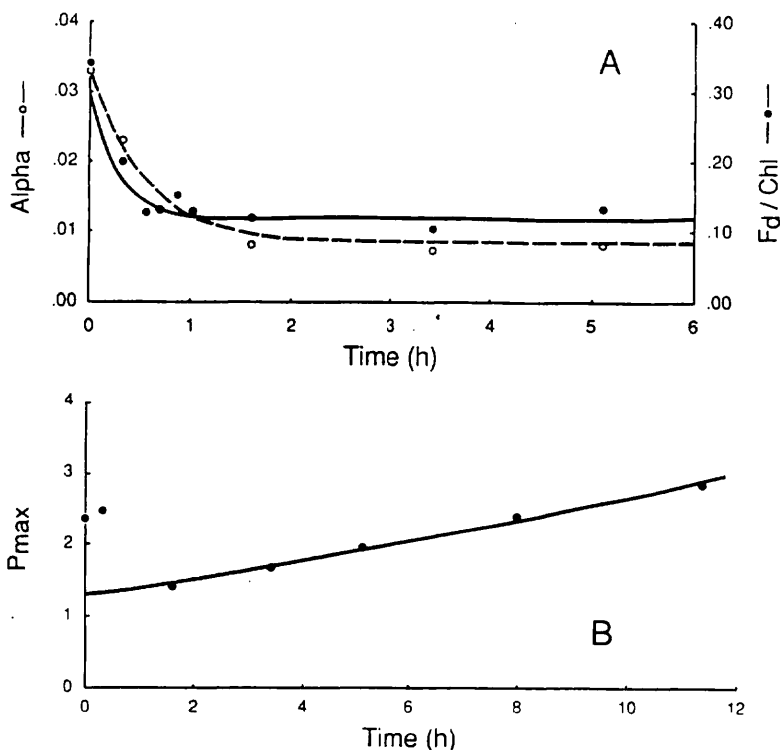 .04
.03
.02
.01
.00
Alpha —o—
A
.40
.30
.20
.10
.00
Fd / Chl —•—
0 1 2 3 4 5 6
Time (h)
4
3
2
1
0
Pmax
B
0 2 4 6 8 10 12
Time (h)